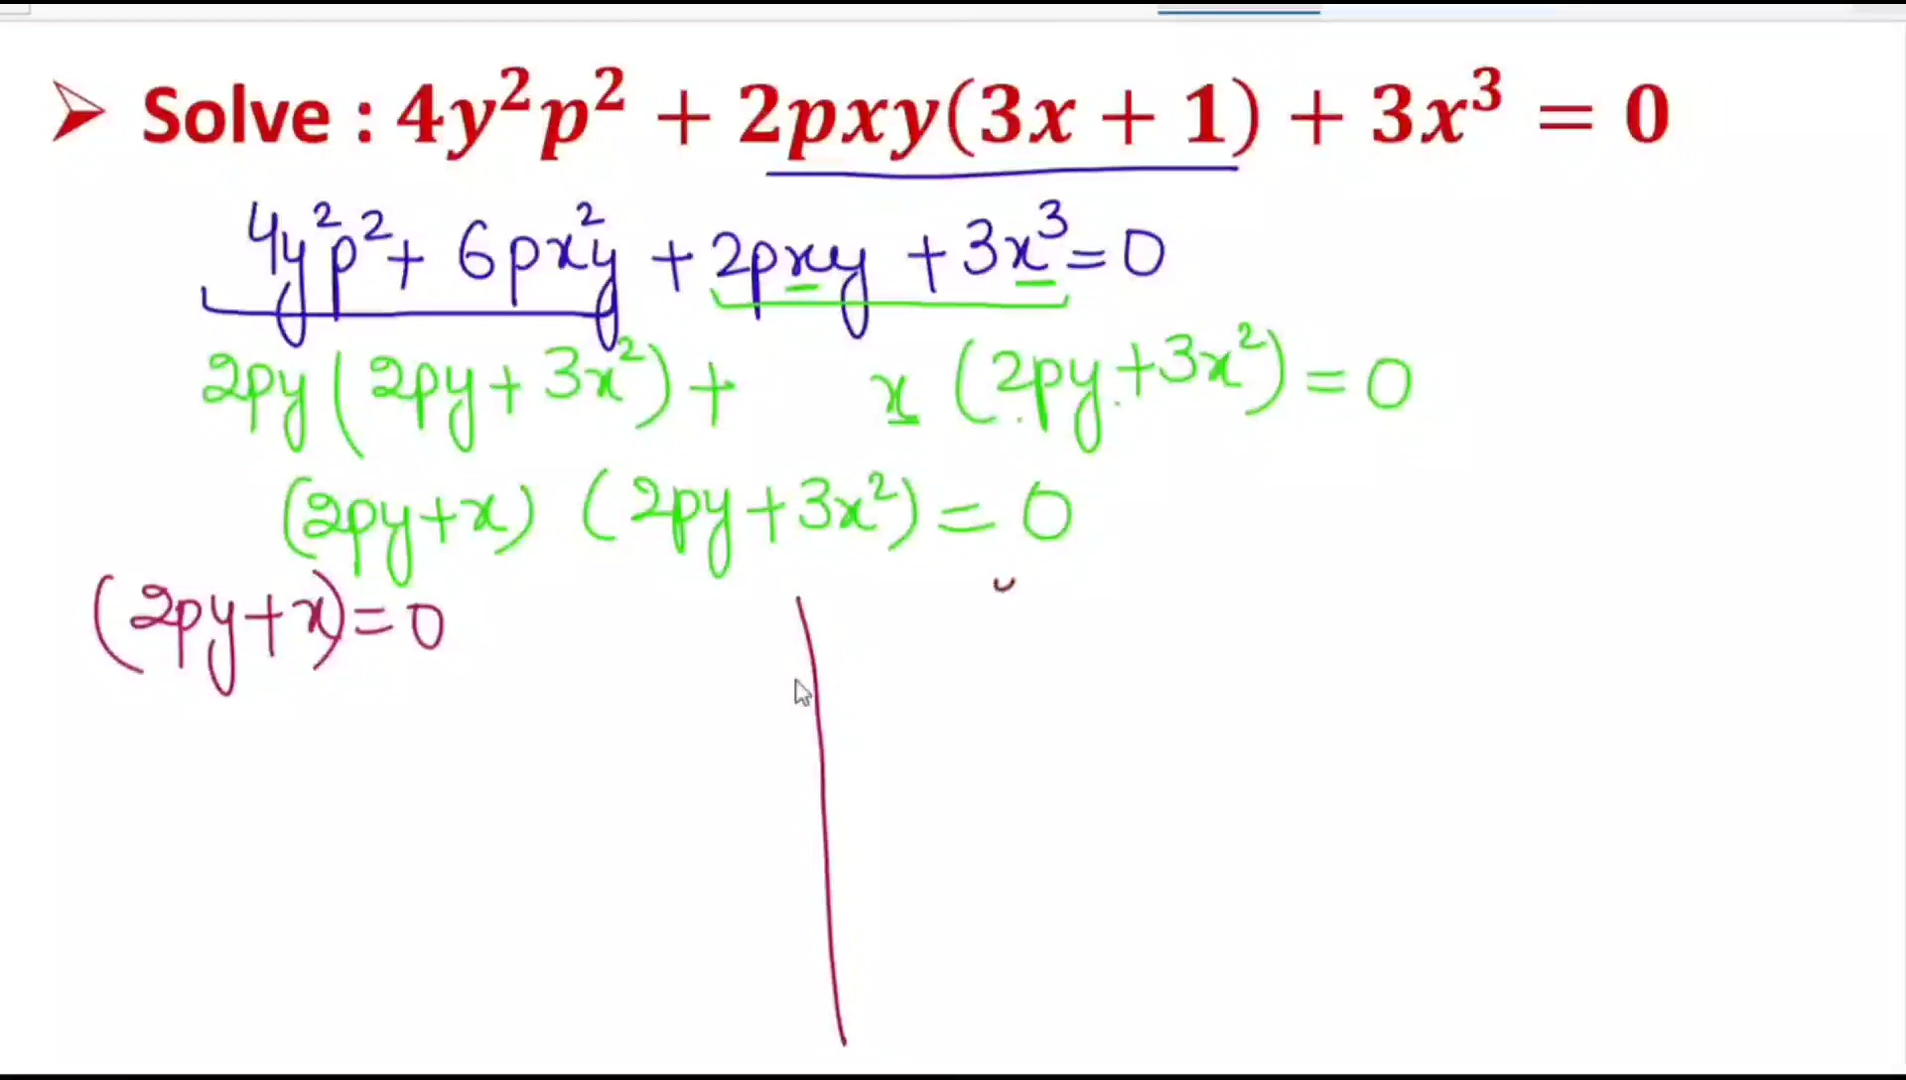 ➢ Solve : 4y²p² + 2pxy(3x + 1) + 3x³ = 0
4y²p² + 6px²y + 2pxy + 3x³ = 0
2py(2py + 3x²) + x(2py + 3x²) = 0
(2py + x) (2py + 3x²) = 0
(2py + x) = 0